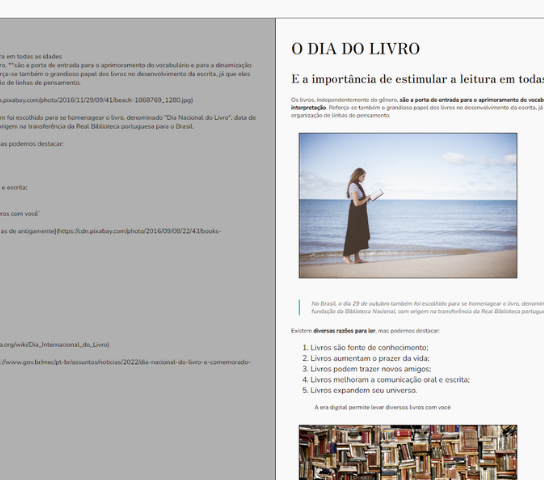 ra em todas as idades
ro, **são a porta de entrada para o aprimoramento do vocabulário e para a dinamização
rça-se também o grandioso papel dos livros no desenvolvimento da escrita, já que eles
ão de linhas de pensamento.
.pixabay.com/photo/2016/11/29/09/41/beach-1868769_1280.jpg)
m foi escolhido para se homenagear o livro, denominado "Dia Nacional do Livro", data de
origem na transferência da Real Biblioteca portuguesa para o Brasil.
as podemos destacar:
e escrita;
ros com você`
as de antigamente](https://cdn.pixabay.com/photo/2016/09/08/22/43/books-
a.org/wiki/Dia_Internacional_do_Livro)
://www.gov.br/mec/pt-br/assuntos/noticias/2022/dia-nacional-do-livro-e-comemorado-
O DIA DO LIVRO
E a importância de estimular a leitura em todas
Os livros, independentemente do gênero, são a porta de entrada para o aprimoramento de vocab
interpretação. Reforça-se também o grandioso papel dos livros no desenvolvimento da escrita, já
organização de linhas de pensamento.
No Brasil, o dia 29 de outubro também foi escolhido para se homenagear o livro, denomin
fundação da Biblioteca Nacional, com origem na transferência da Real Biblioteca portugue
Existem diversas razões para ler, mas podemos destacar:
1. Livros são fonte de conhecimento;
2. Livros aumentam o prazer da vida;
3. Livros podem trazer novos amigos;
4. Livros melhoram a comunicação oral e escrita;
5. Livros expandem seu universo.
A era digital permite levar diversos livros com você